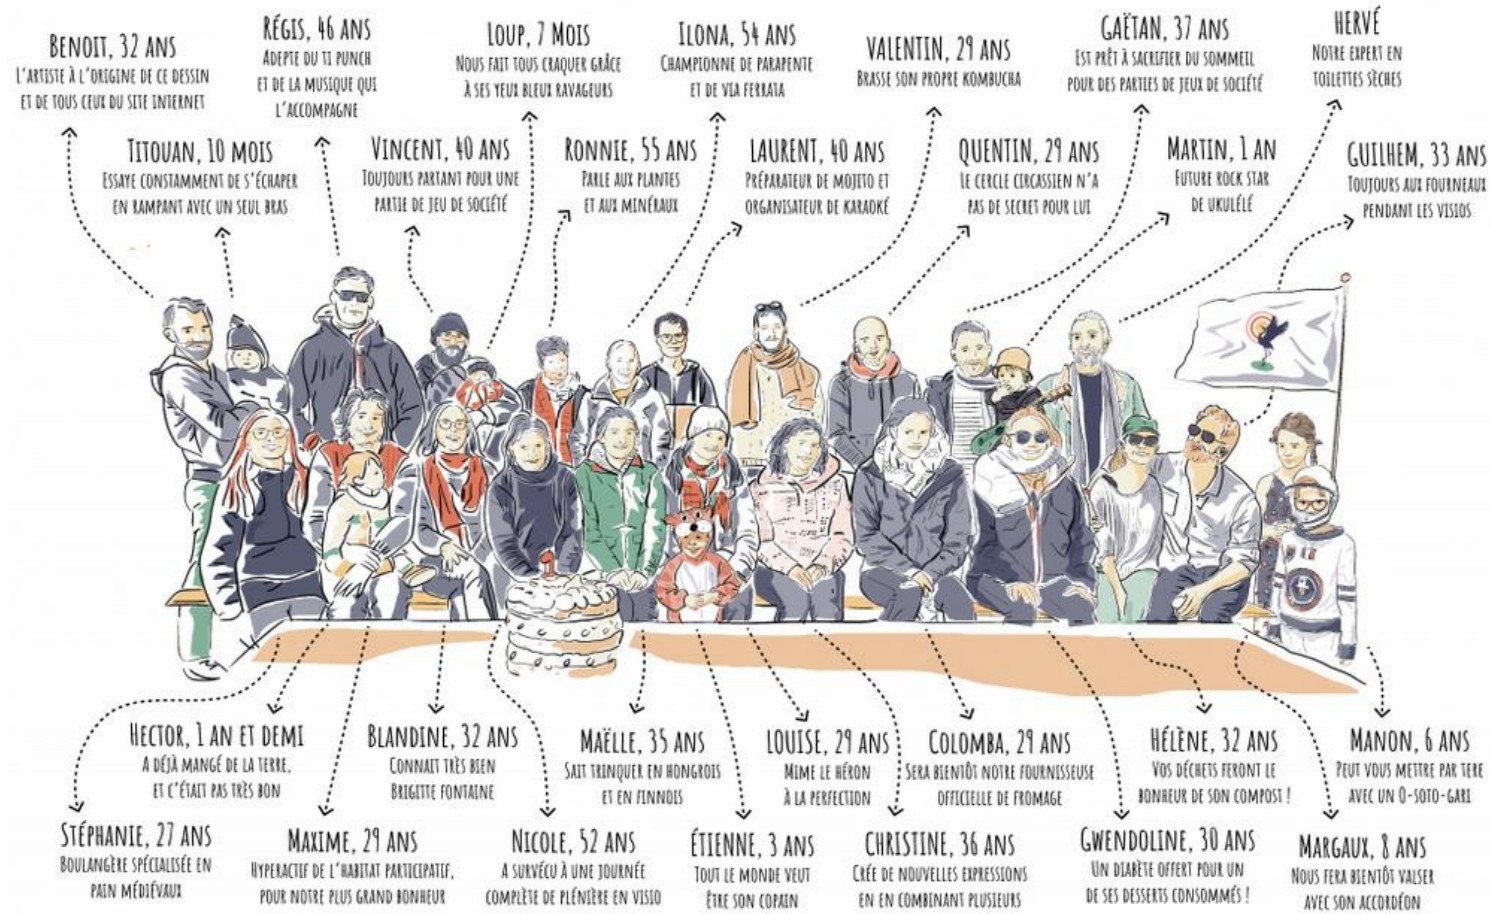 BENOIT, 32 ANS
L'ARTISTE À L'ORIGINE DE CE DESSIN
ET DE TOUS CEUX DU SITE INTERNET
RÉGIS, 46 ANS
ADEPTE DU TI PUNCH
ET DE LA MUSIQUE QUI
L'ACCOMPAGNE
LOUP, 7 MOIS
NOUS FAIT TOUS CRAQUER GRÂCE
À SES YEUX BLEUX RAVAGEURS
ILONA, 54 ANS
CHAMPIONNE DE PARAPENTE
ET DE VIA FERRATA
VALENTIN, 29 ANS
BRASSE SON PROPRE KOMBUCHA
GAËTAN, 37 ANS
EST PRÊT À SACRIFIER DU SOMMEIL
POUR DES PARTIES DE JEUX DE SOCIÉTÉ
HERVÉ
NOTRE EXPERT EN
TOILETTES SÈCHES
TITOUAN, 10 MOIS
ESSAYE CONSTAMMENT DE S'ÉCHAPER
EN RAMPANT AVEC UN SEUL BRAS
VINCENT, 40 ANS
TOUJOURS PARTANT POUR UNE
PARTIE DE JEU DE SOCIÉTÉ
RONNIE, 55 ANS
PARLE AUX PLANTES
ET AUX MINÉRAUX
LAURENT, 40 ANS
PRÉPARATEUR DE MOJITO ET
ORGANISATEUR DE KARAOKÉ
QUENTIN, 29 ANS
LE CERCLE CIRCASSIEN N'A
PAS DE SECRET POUR LUI
MARTIN, 1 AN
FUTURE ROCK STAR
DE UKULÉLÉ
GUILHEM, 33 ANS
TOUJOURS AUX FOURNEAUX
PENDANT LES VISIOS
1
HECTOR, 1 AN ET DEMI
A DÉJÀ MANGÉ DE LA TERRE,
ET C'ÉTAIT PAS TRÈS BON
BLANDINE, 32 ANS
CONNAIT TRÈS BIEN
BRIGITTE FONTAINE
MAËLLE, 35 ANS
SAIT TRINQUER EN HONGROIS
ET EN FINNOIS
LOUISE, 29 ANS
MIME LE HÉRON
À LA PERFECTION
COLOMBA, 29 ANS
SERA BIENTÔT NOTRE FOURNISSEUSE
OFFICIELLE DE FROMAGE
HÉLÈNE, 32 ANS
VOS DÉCHETS FERONT LE
BONHEUR DE SON COMPOST !
MANON, 6 ANS
PEUT VOUS METTRE PAR TERE
AVEC UN O-SOTO-GARI
STÉPHANIE, 27 ANS
BOULANGÈRE SPÉCIALISÉE EN
PAIN MÉDIÉVAUX
MAXIME, 29 ANS
HYPERACTIF DE L'HABITAT PARTICIPATIF,
POUR NOTRE PLUS GRAND BONHEUR
NICOLE, 52 ANS
A SURVÉCU À UNE JOURNÉE
COMPLÈTE DE PLÉNIÈRE EN VISIO
ÉTIENNE, 3 ANS
TOUT LE MONDE VEUT
ÊTRE SON COPAIN
CHRISTINE, 36 ANS
CRÉE DE NOUVELLES EXPRESSIONS
EN EN COMBINANT PLUSIEURS
GWENDOLINE, 30 ANS
UN DIABÈTE OFFERT POUR UN
DE SES DESSERTS CONSOMMÉS !
MARGAUX, 8 ANS
NOUS FERA BIENTÔT VALSER
AVEC SON ACCORDÉON